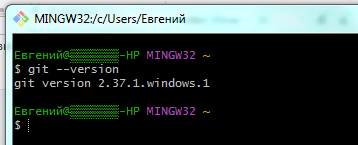 MINGW32:/c/Users/Евгений
Евгений@ -HP MINGW32 ~
$ git --version
git version 2.37.1.windows.1
Евгений@ -HP MINGW32 ~
$